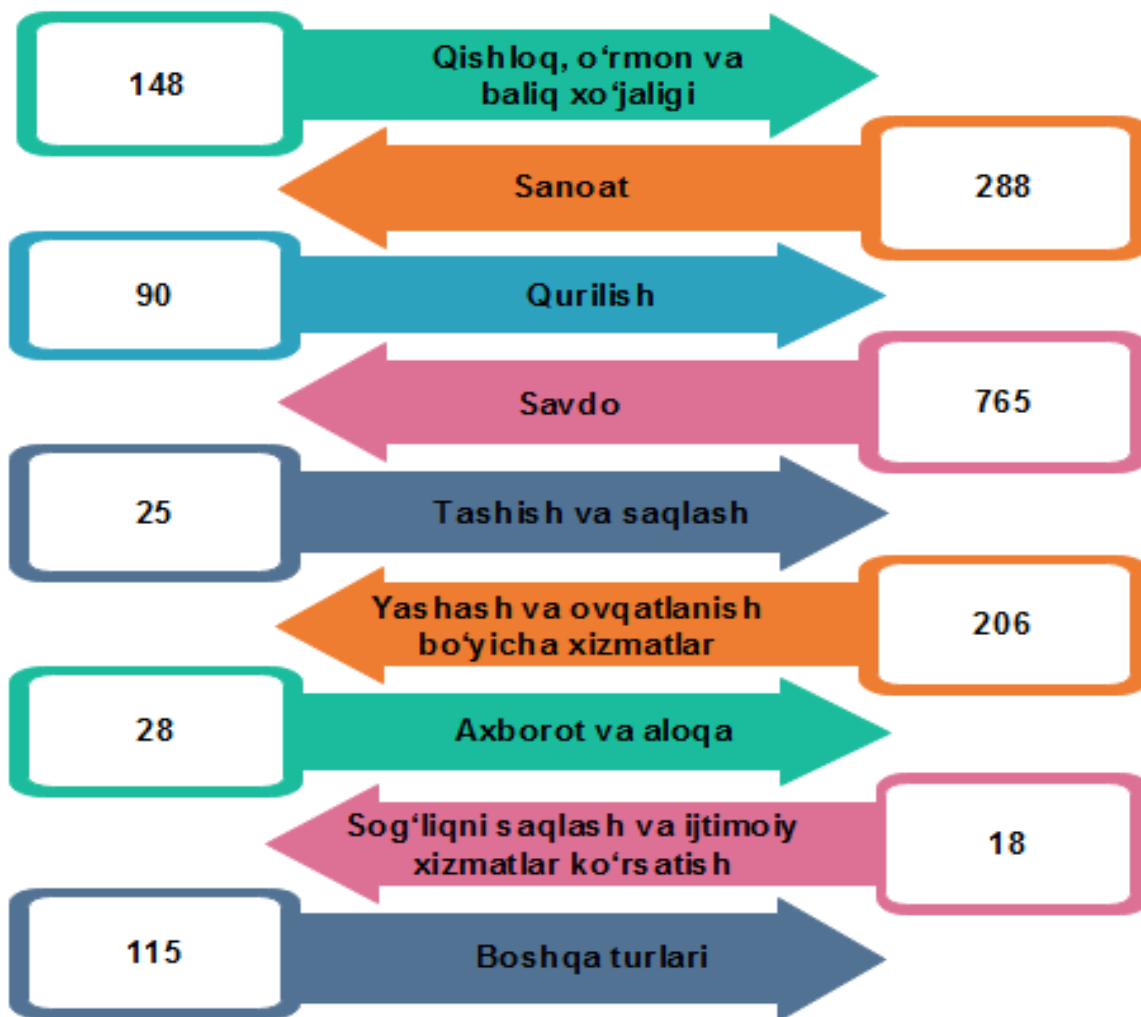 148
Qishloq, o‘rmon va
baliq xo‘jaligi
Sanoat
288
90
Qurilish
Savdo
765
25
Tashish va saqlash
Yashash va ovqatlanish
bo‘yicha xizmatlar
206
28
Axborot va aloqa
Sog‘liqni saqlash va ijtimoiy
xizmatlar ko‘rsatish
18
115
Boshqa turlari